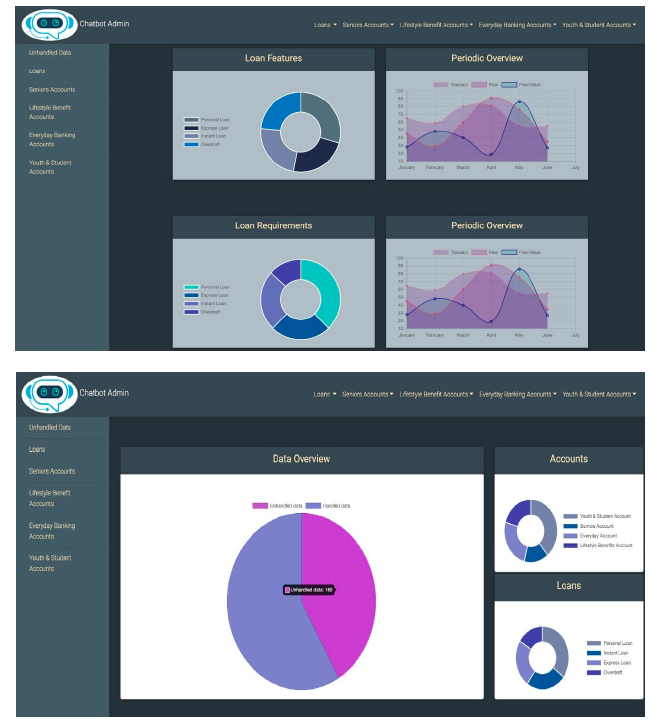 Chatbot Admin
Loans Seniors Accounts Lifestyle Benefit Accounts Everyday Banking Accounts Youth & Student Accounts
Unhandled Data
Loans
Seniors Accounts
Lifestyle Benefit
Accounts
Everyday Banking
Accounts
Youth & Student
Accounts
Loan Features
Personal Loan
Express Loan
Instant Loan
Overdraft
Periodic Overview
Final Value
100
90
80
70
60
50
40
30
20
10
January February March April May June July
Loan Requirements
Personal Loan
Express Loan
Instant Loan
Overdraft
Periodic Overview
Final Value
100
90
80
70
60
50
40
30
20
10
January February March April May June July
Chatbot Admin
Loans Seniors Accounts Lifestyle Benefit Accounts Everyday Banking Accounts Youth & Student Accounts
Unhandled Data
Loans
Seniors Accounts
Lifestyle Benefit
Accounts
Everyday Banking
Accounts
Youth & Student
Accounts
Data Overview
Unhandled data Handled data
Unhandled data: 160
Accounts
Youth & Student Account
Seniors Account
Everyday Account
Lifestyle Benefits Account
Loans
Personal Loan
Instant Loan
Express Loan
Overdraft